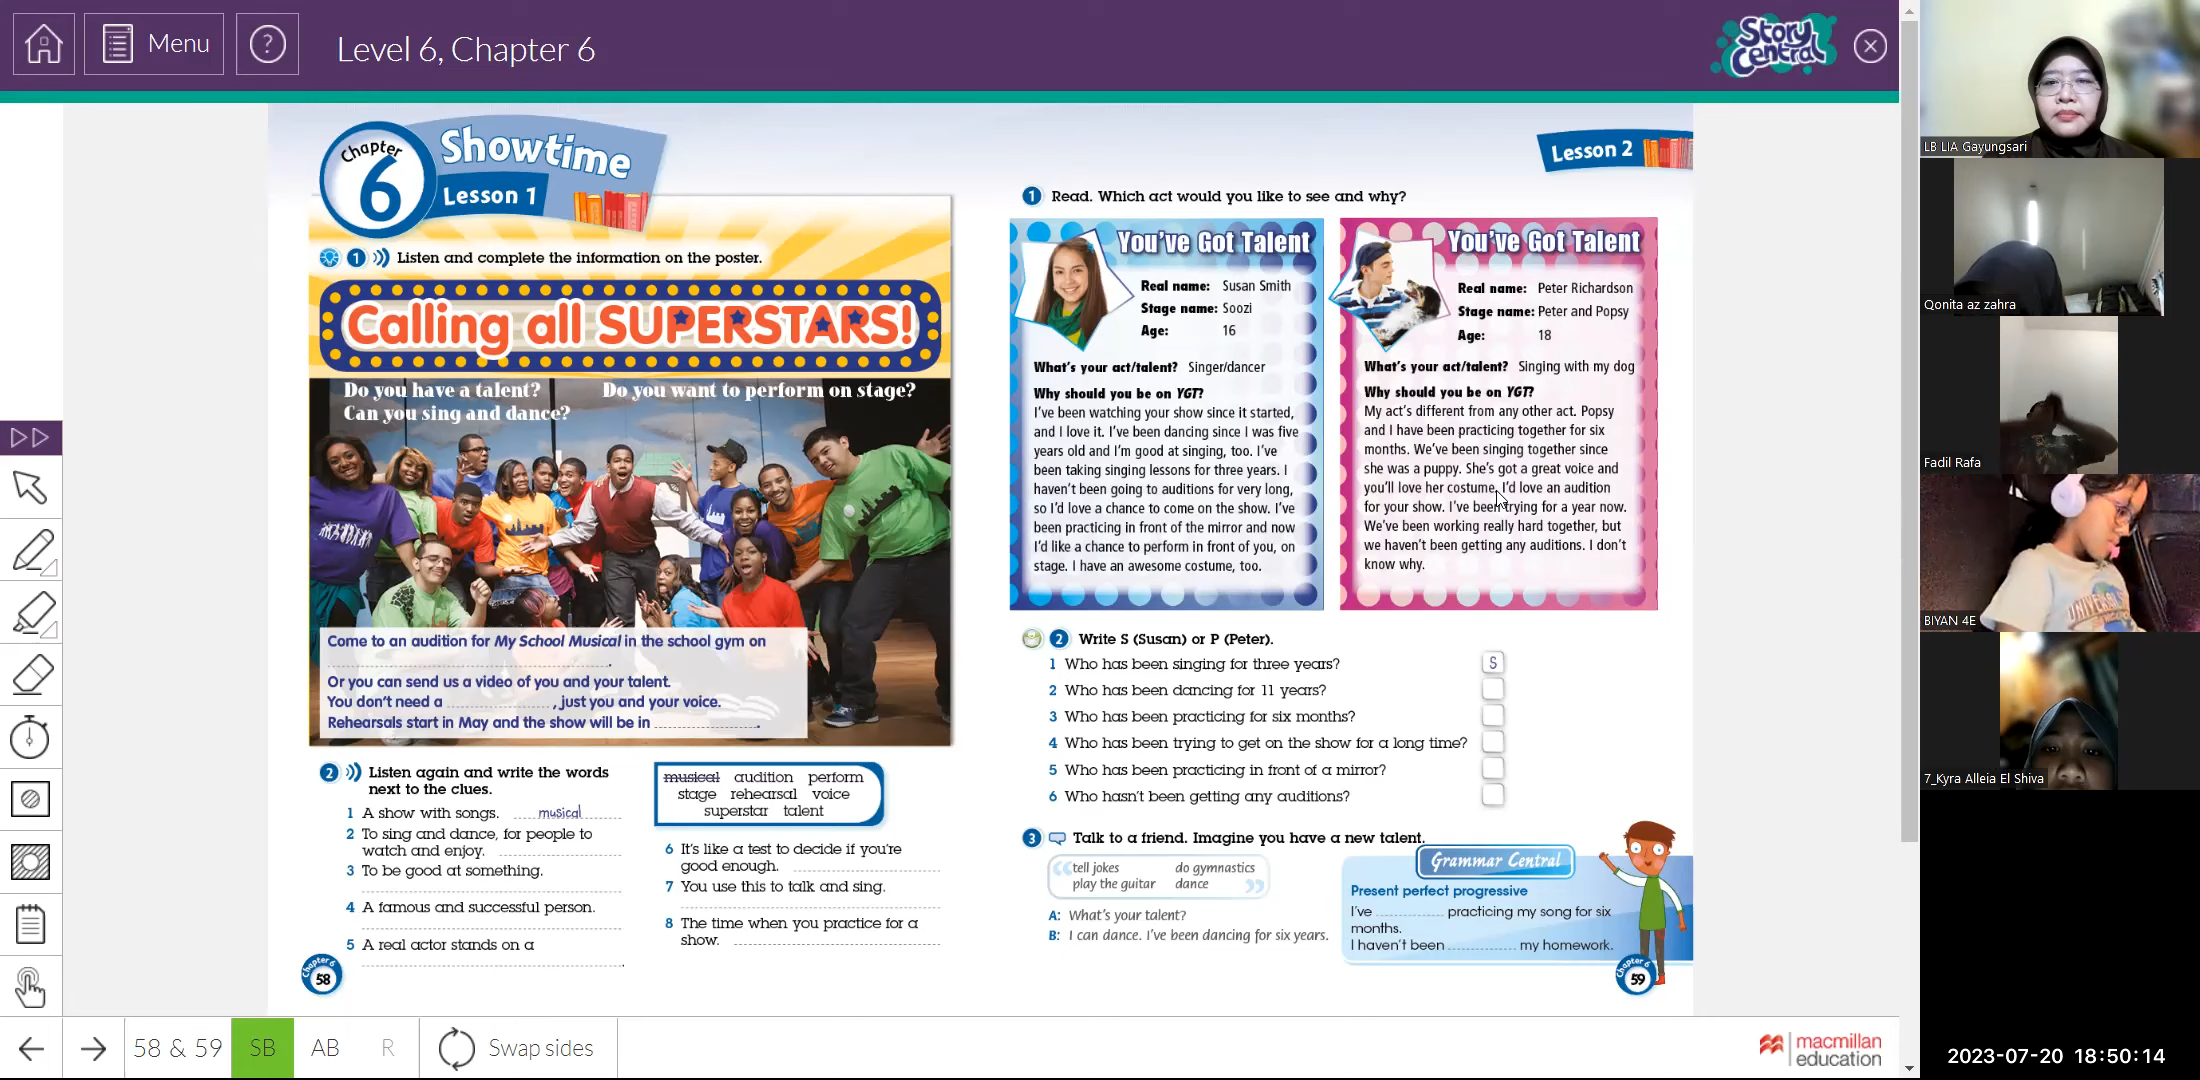 Menu
?
Level 6, Chapter 6
Story Central
Chapter 6
Showtime
Lesson 1
1 Listen and complete the information on the poster.
Calling all SUPERSTARS!
Do you have a talent? Do you want to perform on stage?
Can you sing and dance?
Come to an audition for My School Musical in the school gym on
.
Or you can send us a video of you and your talent.
You don't need a , just you and your voice.
Rehearsals start in May and the show will be in .
2 Listen again and write the words
next to the clues.
musical audition perform
stage rehearsal voice
superstar talent
1 A show with songs. musical
2 To sing and dance, for people to
watch and enjoy.
3 To be good at something.
4 A famous and successful person.
5 A real actor stands on a
.
6 It's like a test to decide if you're
good enough.
7 You use this to talk and sing.
8 The time when you practice for a
show.
Chapter 6
58
Lesson 2
1 Read. Which act would you like to see and why?
You've Got Talent
Real name: Susan Smith
Stage name: Soozi
Age: 16
What's your act/talent? Singer/dancer
Why should you be on YGT?
I've been watching your show since it started,
and I love it. I've been dancing since I was five
years old and I'm good at singing, too. I've
been taking singing lessons for three years. I
haven't been going to auditions for very long,
so I'd love a chance to come on the show. I've
been practicing in front of the mirror and now
I'd like a chance to perform in front of you, on
stage. I have an awesome costume, too.
You've Got Talent
Real name: Peter Richardson
Stage name: Peter and Popsy
Age: 18
What's your act/talent? Singing with my dog
Why should you be on YGT?
My act's different from any other act. Popsy
and I have been practicing together for six
months. We've been singing together since
she was a puppy. She's got a great voice and
you'll love her costume. I'd love an audition
for your show. I've been trying for a year now.
We've been working really hard together, but
we haven't been getting any auditions. I don't
know why.
2 Write S (Susan) or P (Peter).
1 Who has been singing for three years? S
2 Who has been dancing for 11 years?
3 Who has been practicing for six months?
4 Who has been trying to get on the show for a long time?
5 Who has been practicing in front of a mirror?
6 Who hasn't been getting any auditions?
3 Talk to a friend. Imagine you have a new talent.
tell jokes do gymnastics
play the guitar dance
A: What's your talent?
B: I can dance. I've been dancing for six years.
Grammar Central
Present perfect progressive
I've practicing my song for six
months.
I haven't been my homework.
Chapter 6
59
58 & 59 SB AB R Swap sides
macmillan
education
LB LIA Gayungsari
Qonita az zahra
Fadil Rafa
BIYAN 4E
7_Kyra Alleia El Shiva
2023-07-20 18:50:14